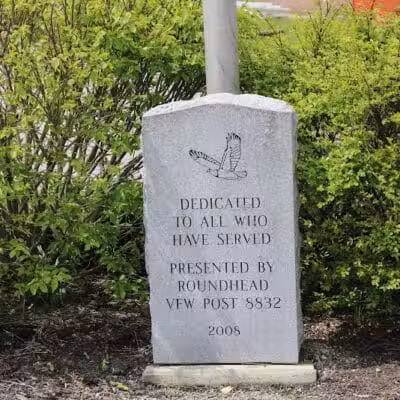 DEDICATED
TO ALL WHO
HAVE SERVED
PRESENTED BY
ROUNDHEAD
VFW POST 8832
2008